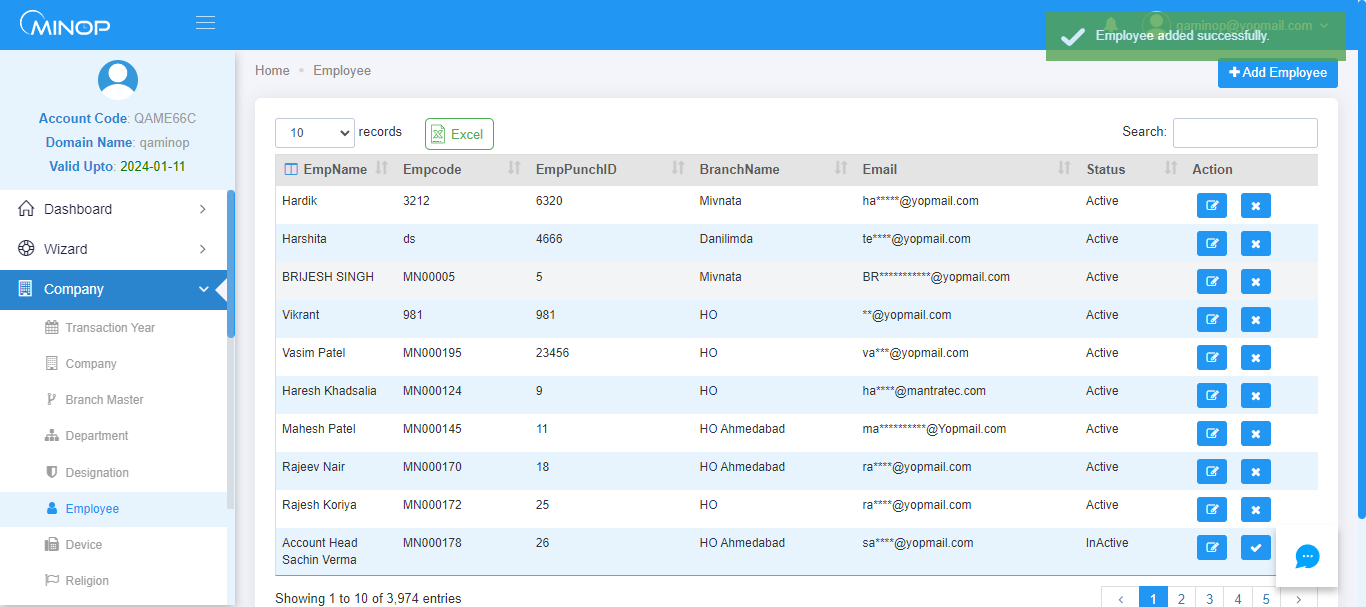 MINOP
qaminop@yopmail.com
Employee added successfully.
Account Code: QAME66C
Domain Name: qaminop
Valid Upto: 2024-01-11
Dashboard
Wizard
Company
Transaction Year
Company
Branch Master
Department
Designation
Employee
Device
Religion
Home • Employee
Add Employee
10 records Excel Search:
EmpName Empcode EmpPunchID BranchName Email Status Action
Hardik 3212 6320 Mivnata ha*****@yopmail.com Active
Harshita ds 4666 Danilimda te****@yopmail.com Active
BRIJESH SINGH MN00005 5 Mivnata BR***********@yopmail.com Active
Vikrant 981 981 HO **@yopmail.com Active
Vasim Patel MN000195 23456 HO va***@yopmail.com Active
Haresh Khadsalia MN000124 9 HO ha****@mantratec.com Active
Mahesh Patel MN000145 11 HO Ahmedabad ma**********@Yopmail.com Active
Rajeev Nair MN000170 18 HO Ahmedabad ra****@yopmail.com Active
Rajesh Koriya MN000172 25 HO ra****@yopmail.com Active
Account Head MN000178 26 HO Ahmedabad sa****@yopmail.com InActive
Sachin Verma
Showing 1 to 10 of 3,974 entries
‹ 1 2 3 4 5 ›